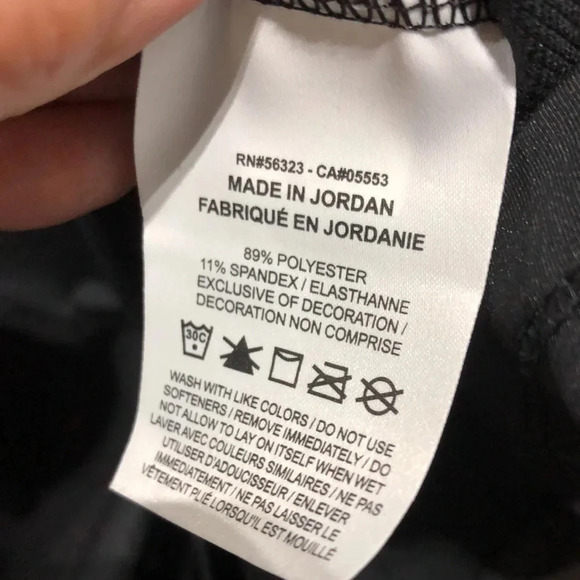 RN#56323 - CA#05553
MADE IN JORDAN
FABRIQUÉ EN JORDANIE
89% POLYESTER
11% SPANDEX / ELASTHANNE
EXCLUSIVE OF DECORATION /
DECORATION NON COMPRISE
30C
WASH WITH LIKE COLORS / DO NOT USE
SOFTENERS / REMOVE IMMEDIATELY / DO
NOT ALLOW TO LAY ON ITSELF WHEN WET
LAVER AVEC COULEURS SIMILAIRES / NE PAS
UTILISER D'ADOUCISSEUR / ENLEVER
IMMÉDIATEMENT / NE PAS LAISSER LE
VÊTEMENT PLIÉ LORSQU'IL EST MOUILLÉ